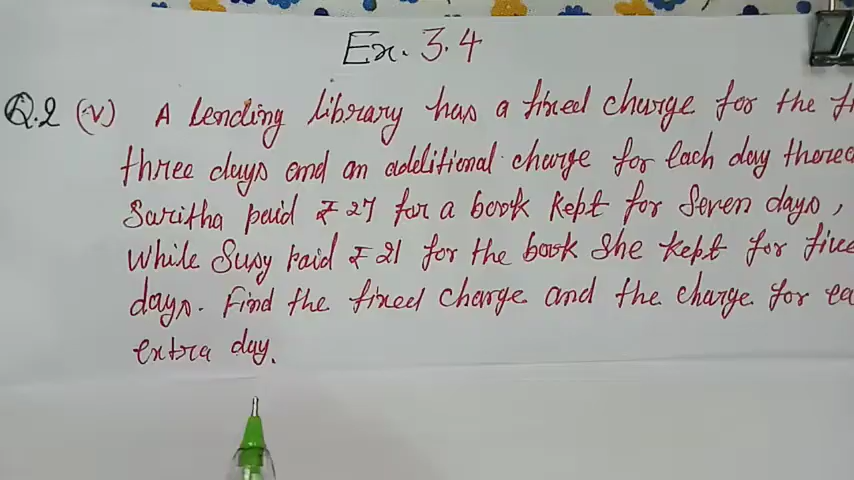 Ex. 3.4
Q.2 (v) A lending library has a fixed charge for the
three days and an additional charge for each day
Saritha paid ₹ 27 for a book kept for seven days,
While Susy paid ₹ 21 for the book she kept for five
days. Find the fixed charge and the charge for
extra day.